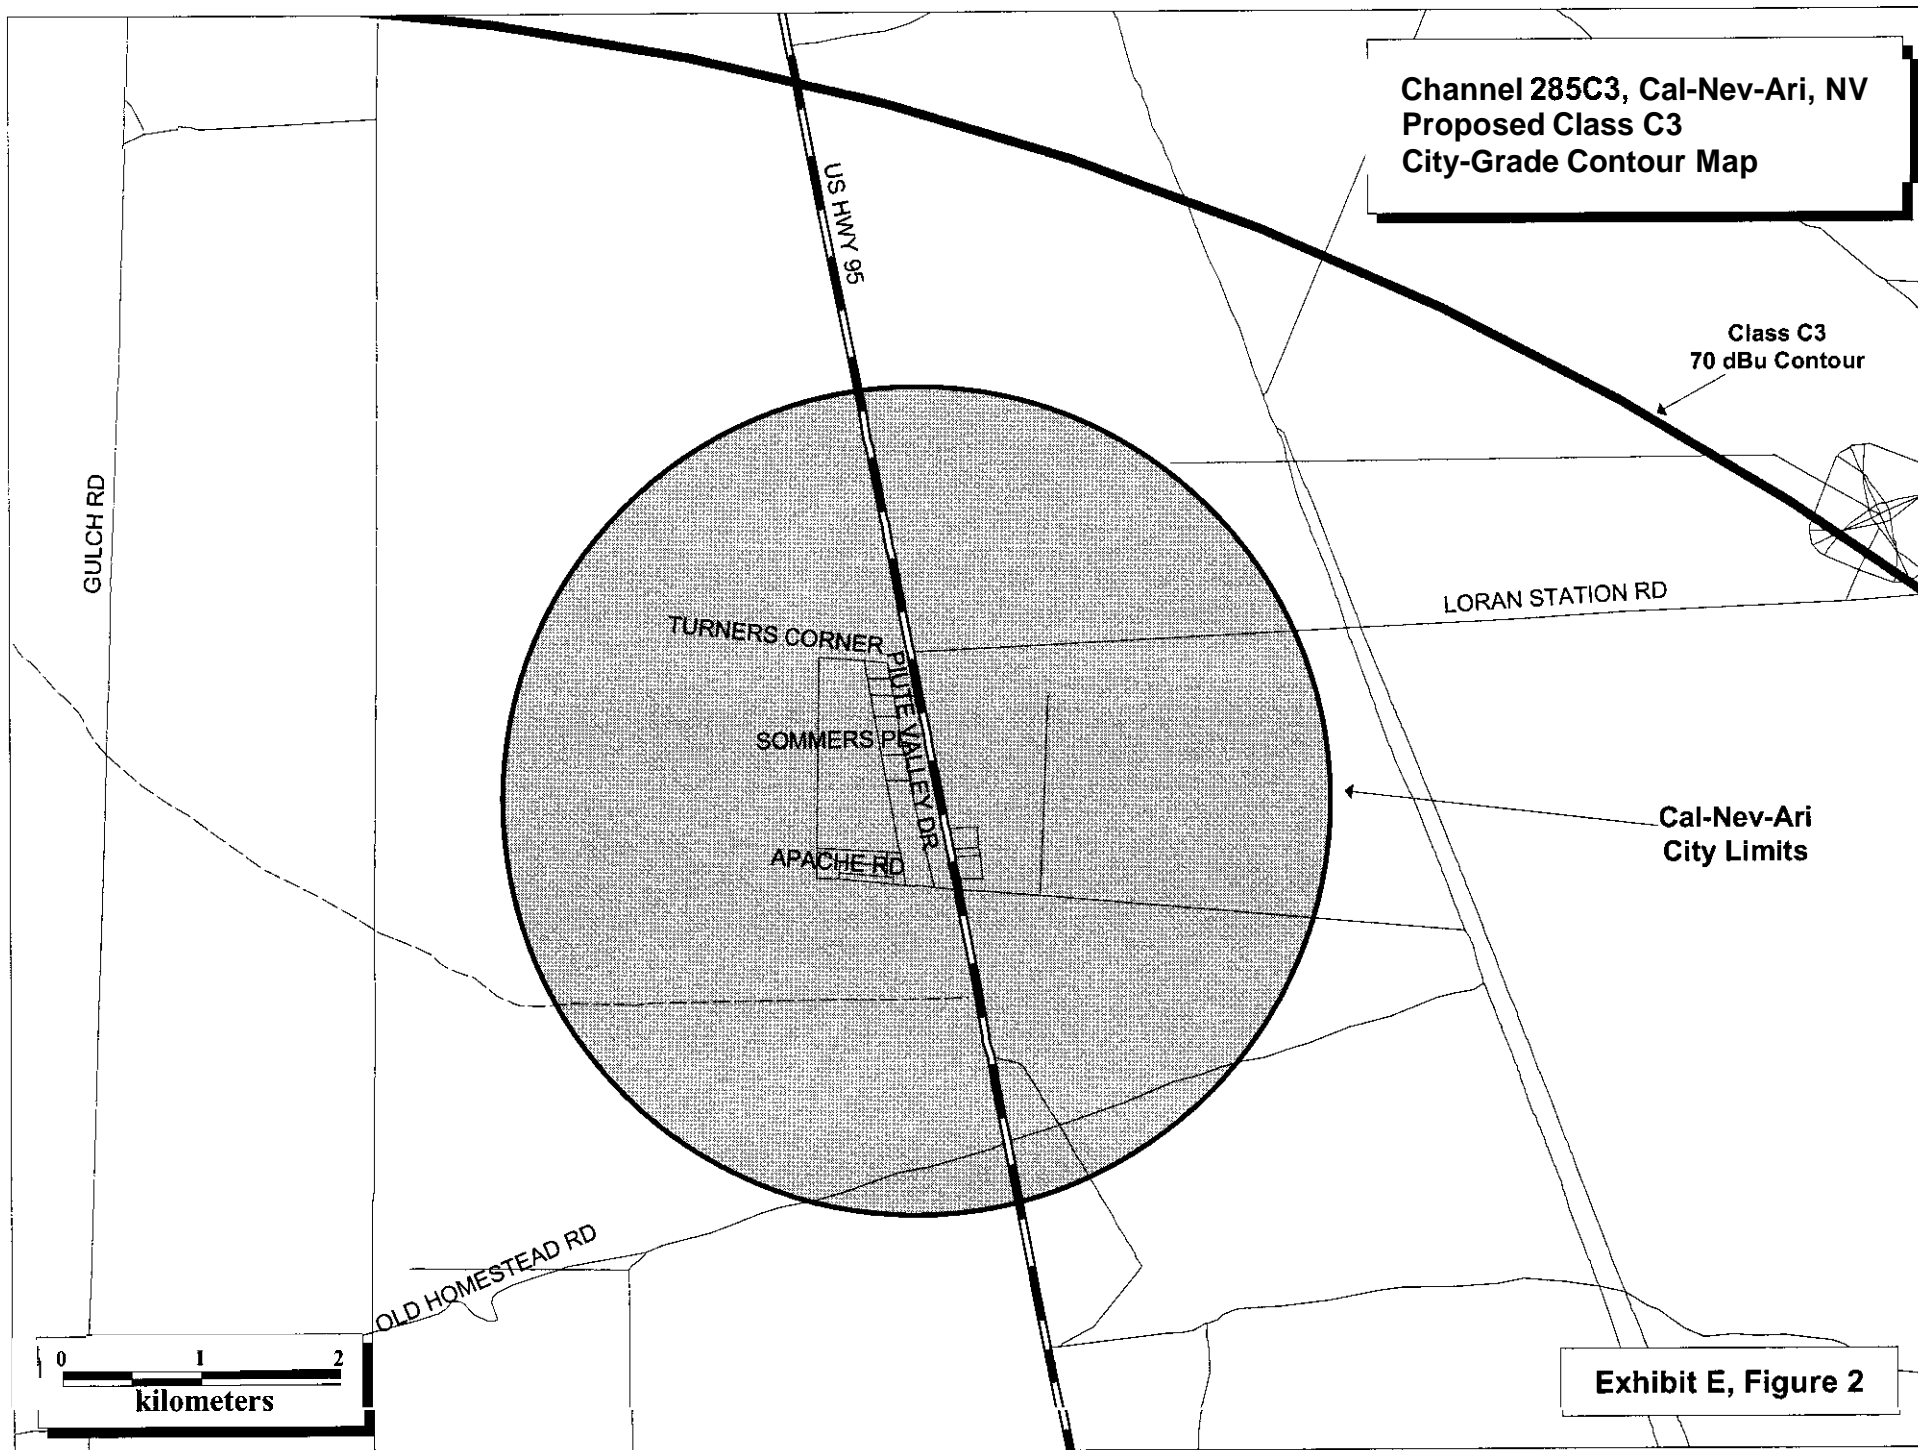 Channel 285C3, Cal-Nev-Ari, NV
Proposed Class C3
City-Grade Contour Map
US HWY 95
Class C3
70 dBu Contour
GULCH RD
LORAN STATION RD
TURNERS CORNER
PIUTE VALLEY DR
SOMMERS PL
Cal-Nev-Ari
City Limits
APACHE RD
OLD HOMESTEAD RD
0 1 2
kilometers
Exhibit E, Figure 2